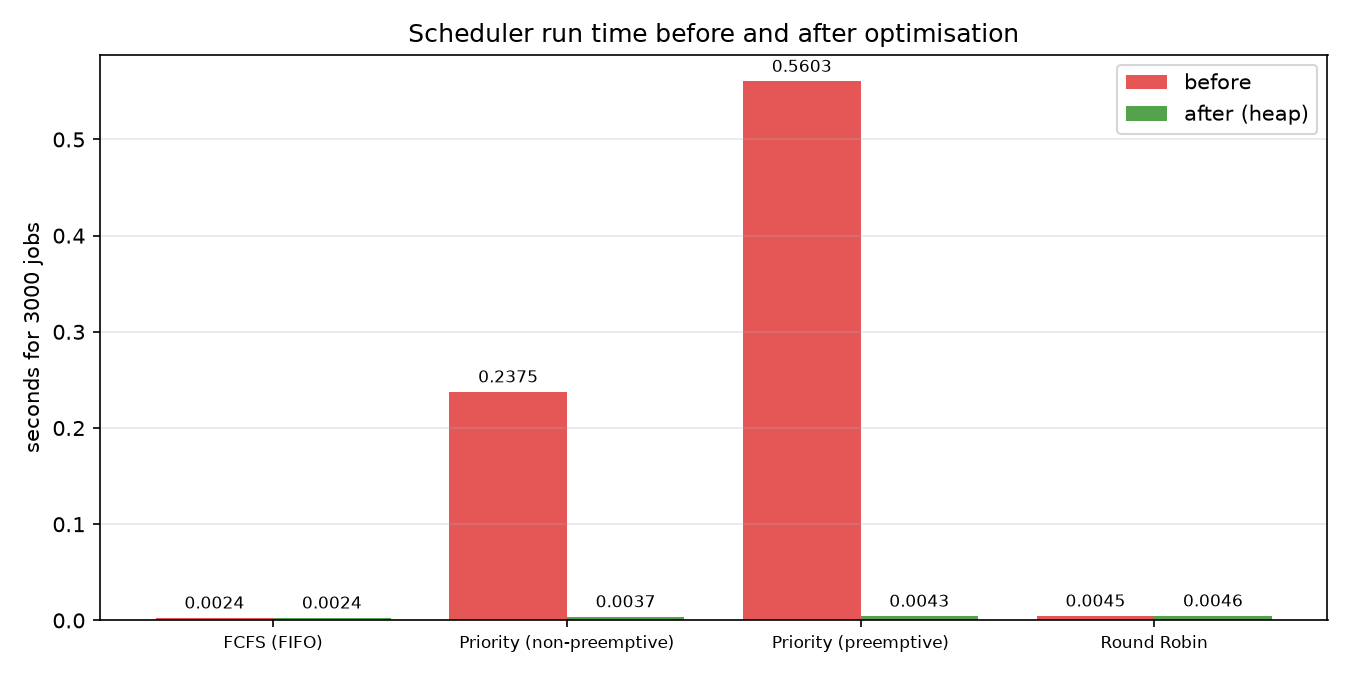 Scheduler run time before and after optimisation
before
after (heap)
seconds for 3000 jobs
0.5
0.4
0.3
0.2
0.1
0.0
0.0024
0.0024
0.2375
0.0037
0.5603
0.0043
0.0045
0.0046
FCFS (FIFO)
Priority (non-preemptive)
Priority (preemptive)
Round Robin